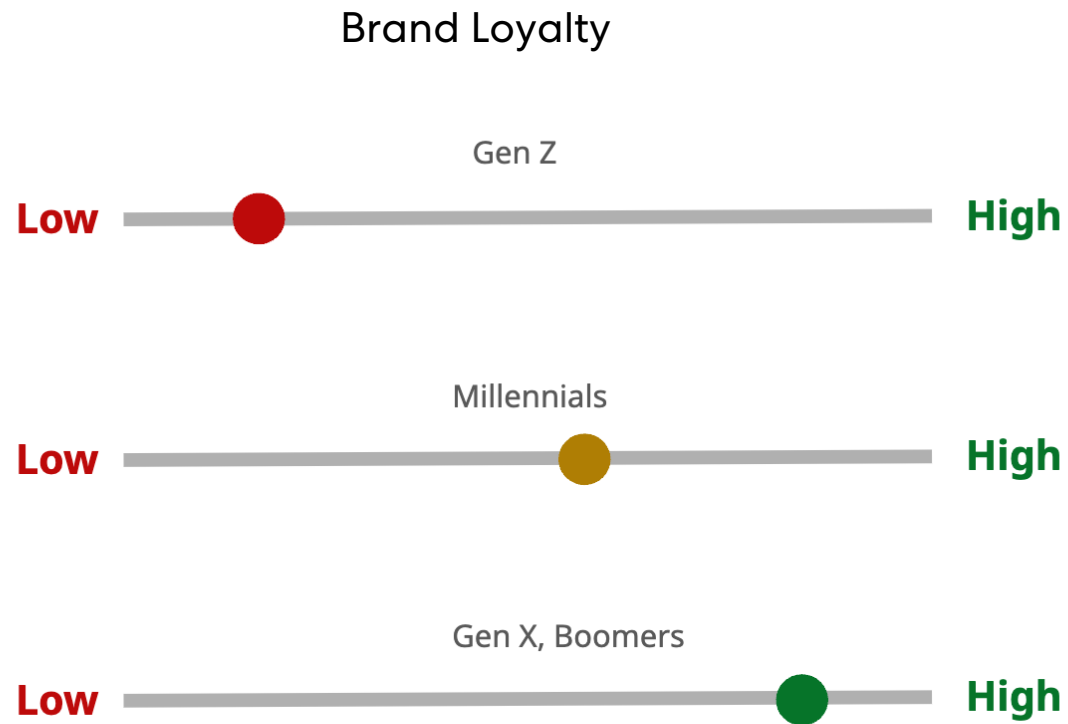 Brand Loyalty
Gen Z
Low High
Millennials
Low High
Gen X, Boomers
Low High